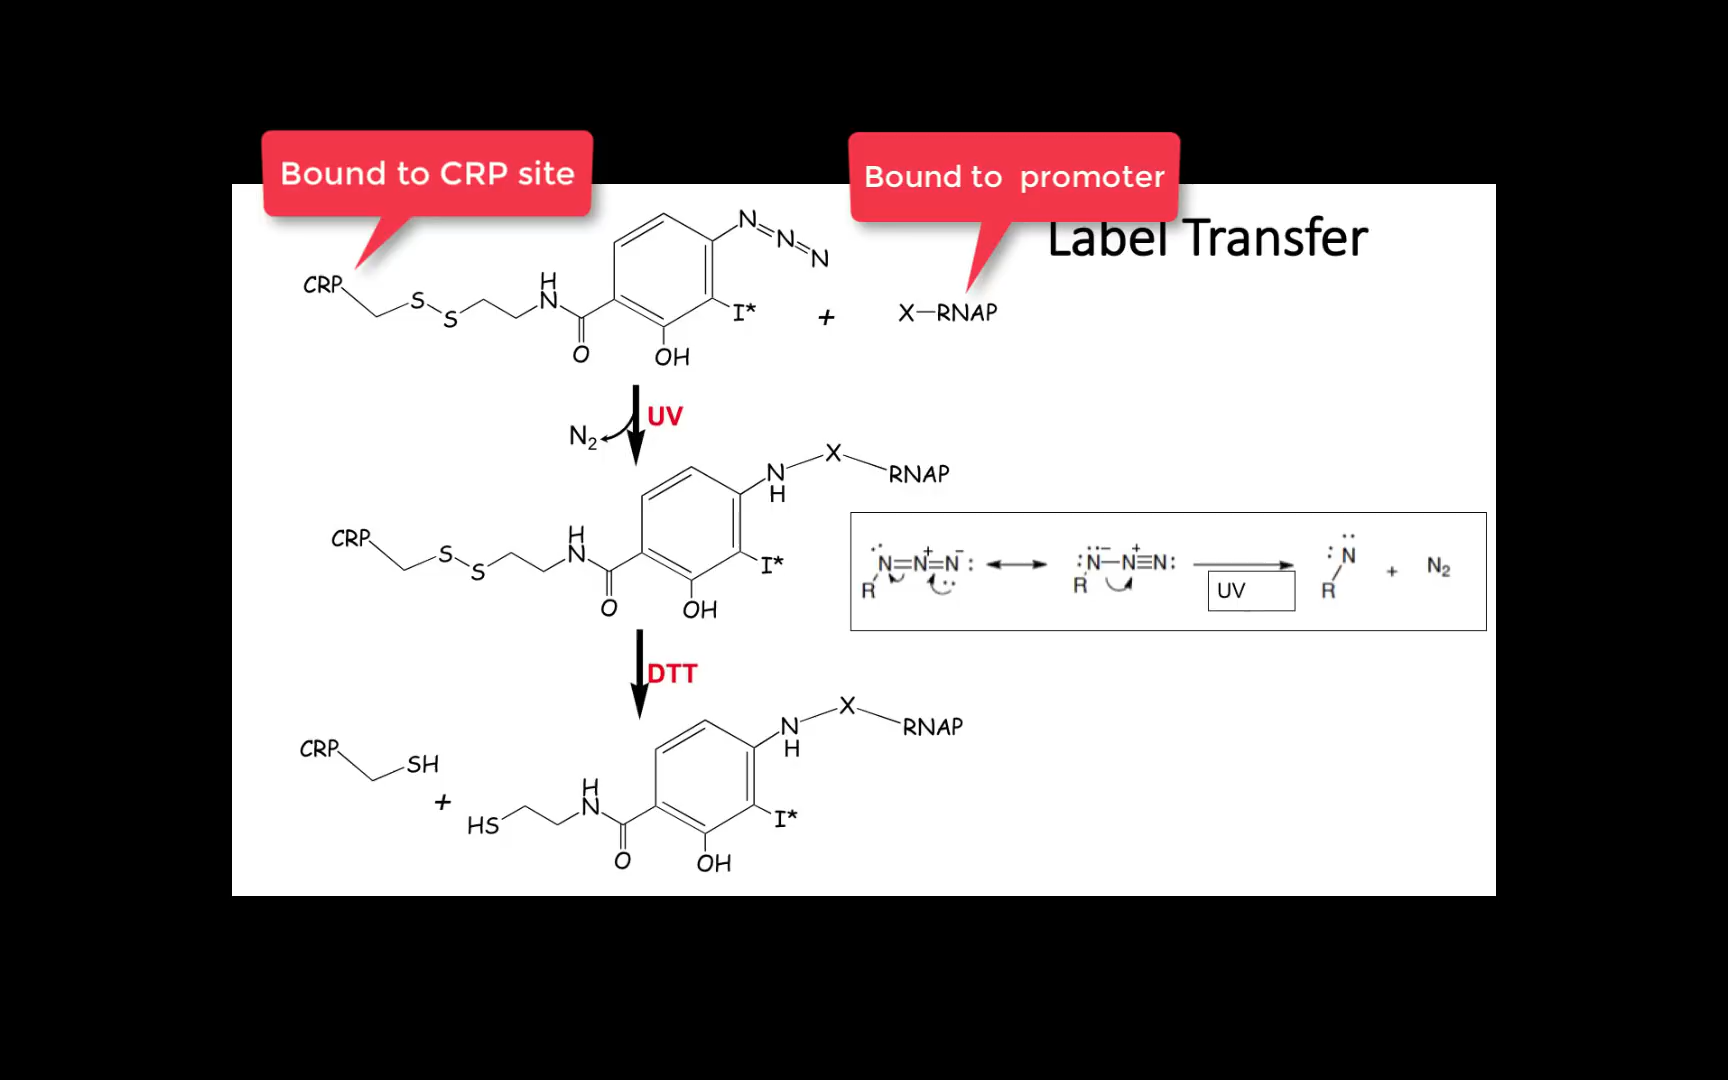 Bound to CRP site
Bound to promoter
Label Transfer
N
N
N
CRP
S
S
H
N
O
OH
I*
+
X RNAP
UV
N2
N
H
X
RNAP
CRP
S
S
H
N
O
OH
I*
N=N=N
+ -
R
N-N≡N:
- +
R
UV
N
R
+ N2
DTT
CRP
SH
+
HS
H
N
O
OH
I*
N
H
X
RNAP